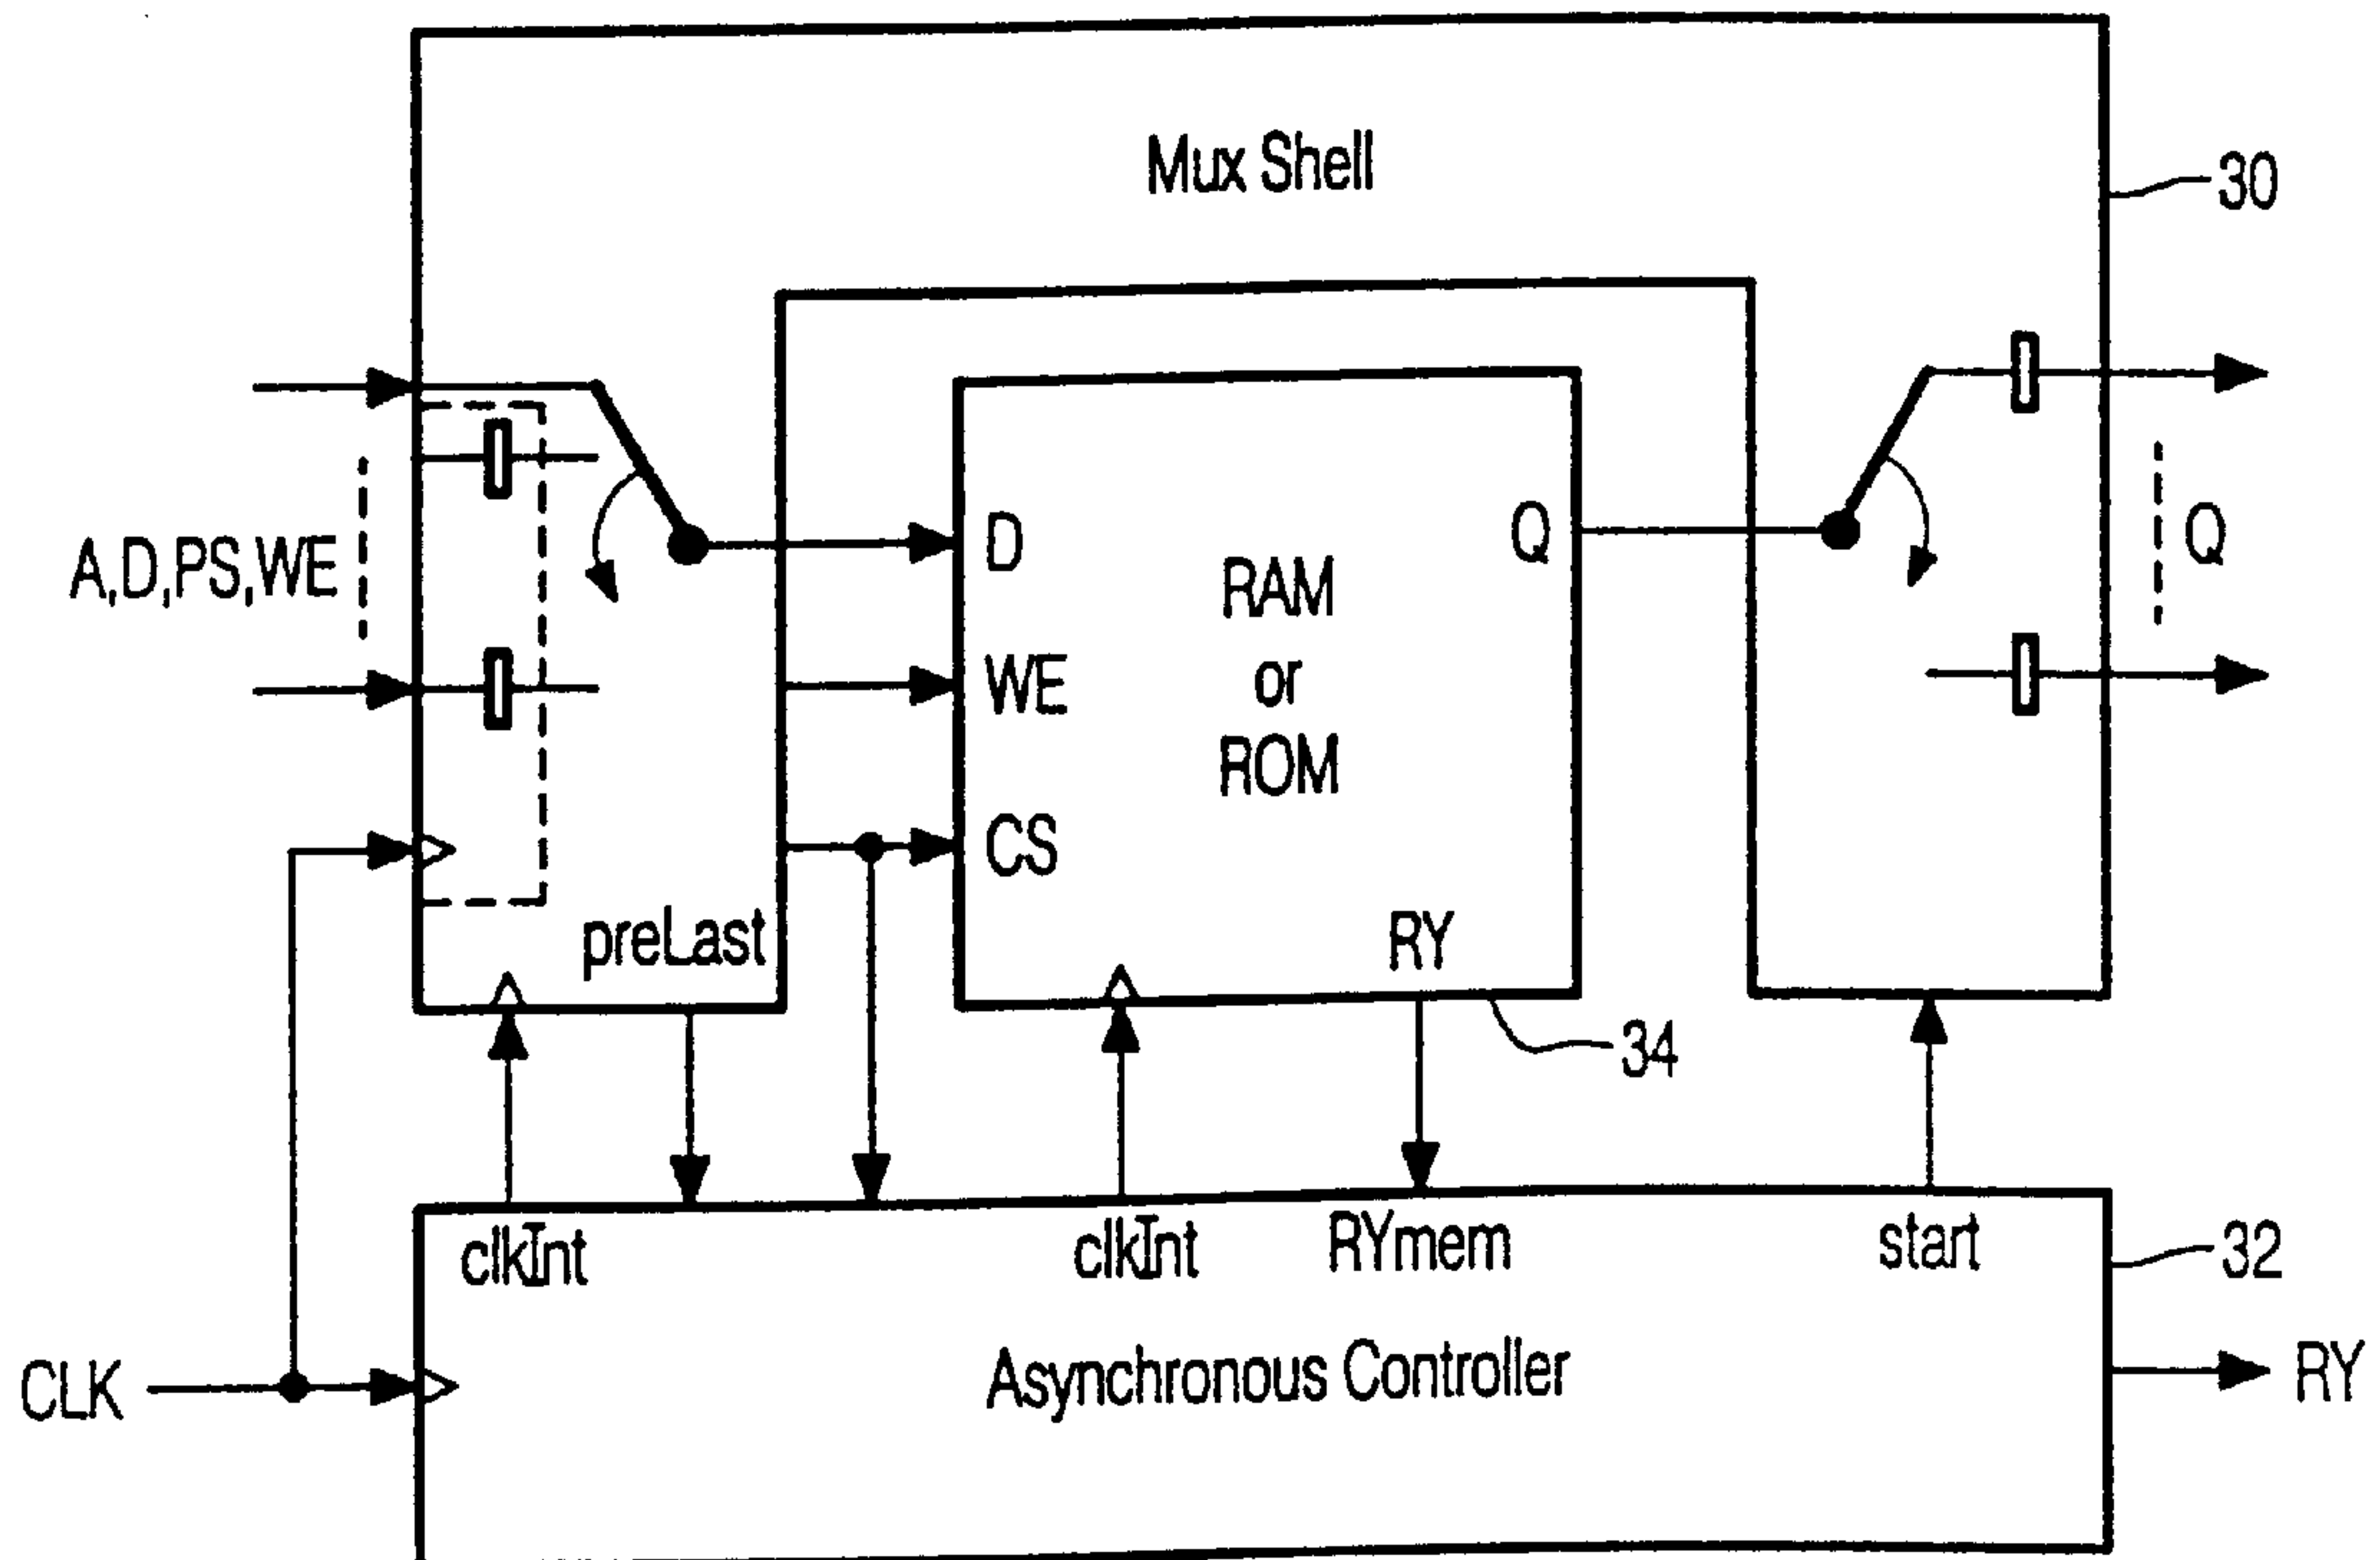 Mux Shell
30
A,D,PS,WE
D
Q
Q
RAM
or
ROM
WE
CS
preLast
RY
34
clkInt
clkInt
RYmem
start
32
CLK
Asynchronous Controller
RY